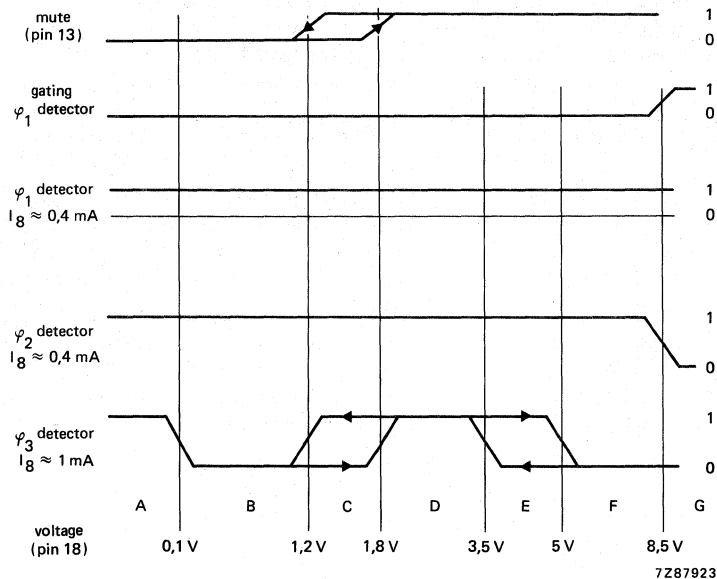 mute
(pin 13)
1
0
gating
φ1 detector
1
0
φ1 detector
I8 ≈ 0,4 mA
1
0
φ2 detector
I8 ≈ 0,4 mA
1
0
φ3 detector
I8 ≈ 1 mA
1
0
A B C D E F G
voltage
(pin 18)
0,1 V 1,2 V 1,8 V 3,5 V 5 V 8,5 V
7Z87923